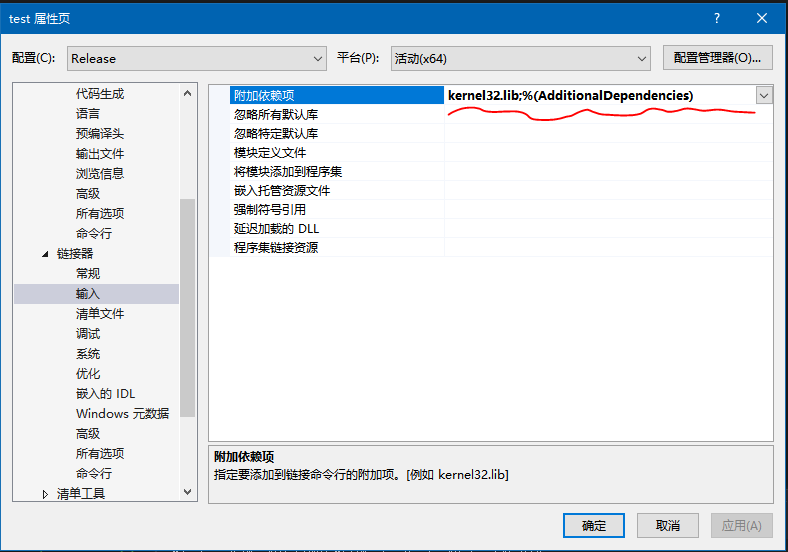 test 属性页
配置(C): Release 平台(P): 活动(x64) 配置管理器(O)...
代码生成
语言
预编译头
输出文件
浏览信息
高级
所有选项
命令行
链接器
常规
输入
清单文件
调试
系统
优化
嵌入的 IDL
Windows 元数据
高级
所有选项
命令行
清单工具
附加依赖项 kernel32.lib;%(AdditionalDependencies)
忽略所有默认库
忽略特定默认库
模块定义文件
将模块添加到程序集
嵌入托管资源文件
强制符号引用
延迟加载的 DLL
程序集链接资源
附加依赖项
指定要添加到链接命令行的附加项。[例如 kernel32.lib]
确定 取消 应用(A)